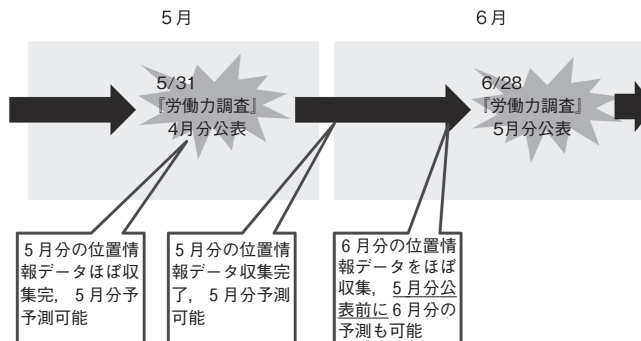 5月
6月
5/31
『労働力調査』
4月分公表
6/28
『労働力調査』
5月分公表
5月分の位置情
報データほぼ収
集完，5月分予
予測可能
5月分の位置情
報データ収集完
了，5月分予測
可能
6月分の位置情
報データをほぼ
収集，5月分公
表前に6月分の
予測も可能